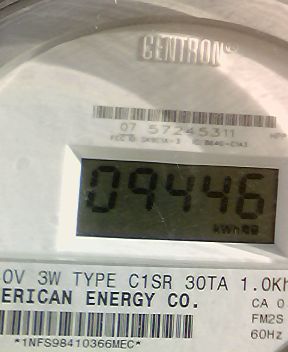 CENTRON®
07 57245311
09446
kWh
0V 3W TYPE C1SR 30TA 1.0Kh
ERICAN ENERGY CO.
CA 0
FM2S
60Hz
*1NFS98410366MEC*